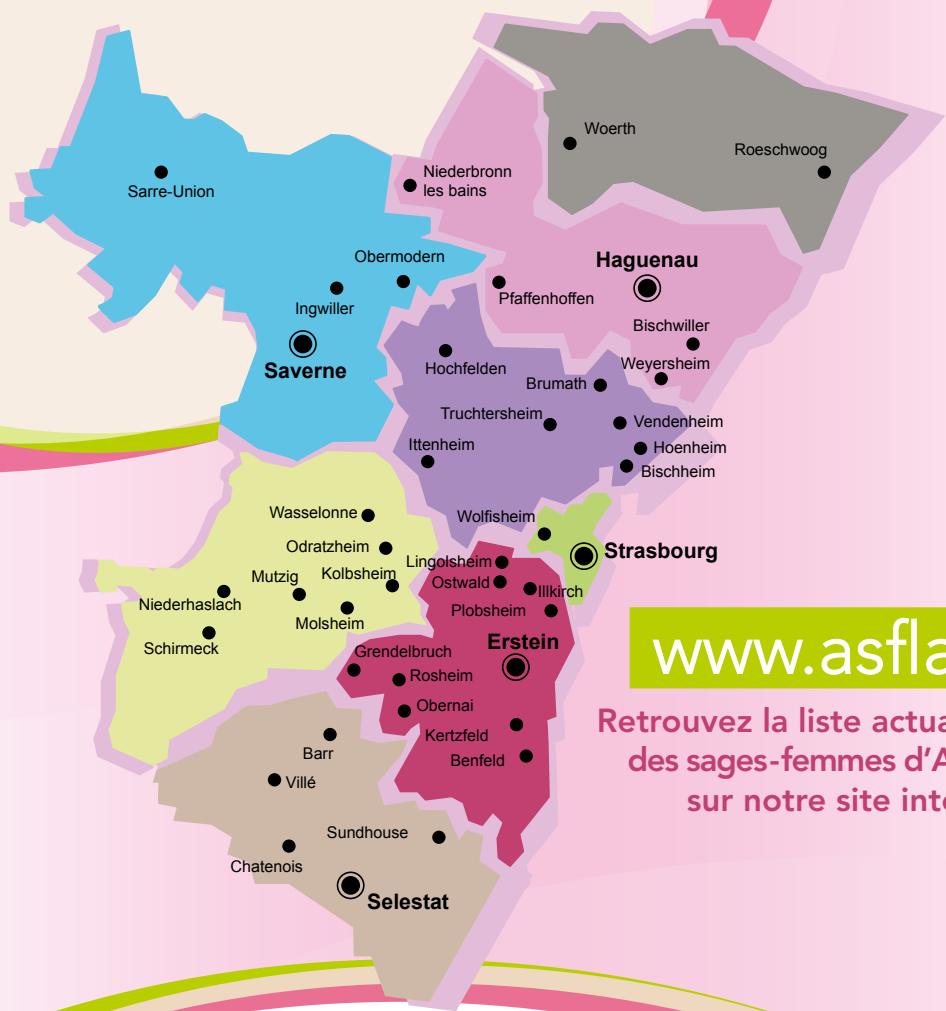 Woerth
Roeschwoog
Niederbronn
les bains
Sarre-Union
Obermodern
Haguenau
Pfaffenhoffen
Ingwiller
Bischwiller
Saverne
Hochfelden
Weyersheim
Brumath
Truchtersheim
Vendenheim
Ittenheim
Hoenheim
Bischheim
Wasselonne
Wolfisheim
Odratzheim
Strasbourg
Lingolsheim
Mutzig
Kolbsheim
Ostwald
Illkirch
Niederhaslach
Plobsheim
Molsheim
Schirmeck
Erstein
Grendelbruch
Rosheim
Obernai
Kertzfeld
Barr
Benfeld
Villé
Sundhouse
Chatenois
Selestat
www.asfla
Retrouvez la liste actua
des sages-femmes d’A
sur notre site inte